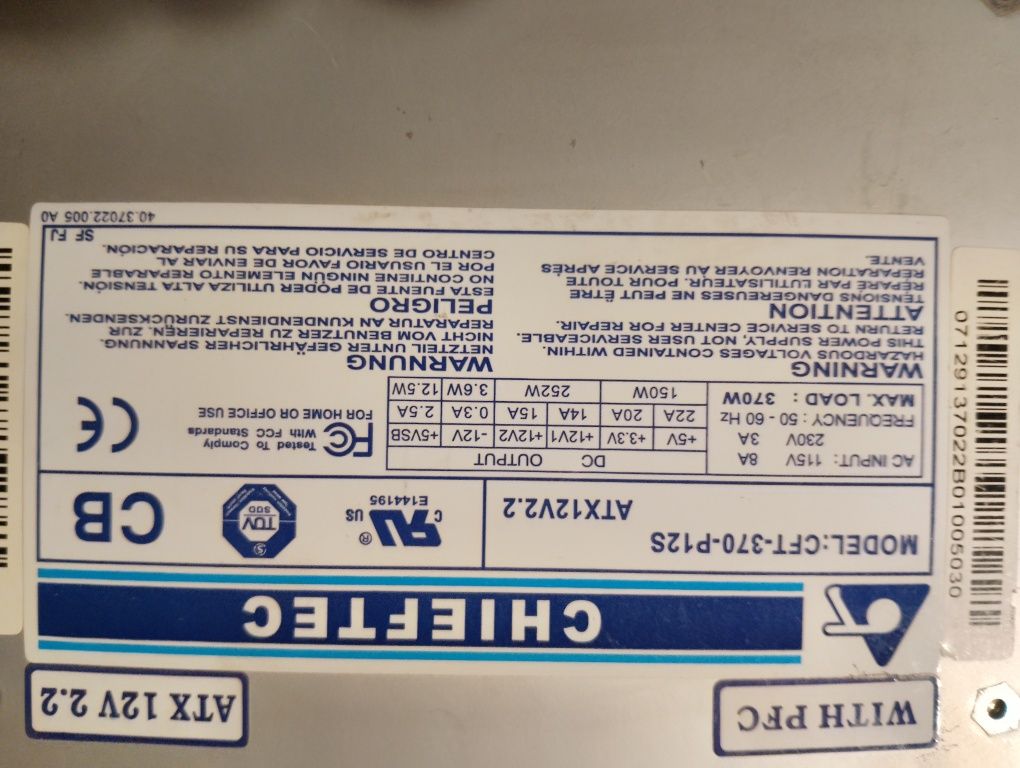 WITH PFC
ATX 12V 2.2
CHIEFTEC
MODEL:CFT-370-P12S
ATX12V2.2
C UL US ®
E144195
TÜV
SÜD
CB
AC INPUT: 115V 8A
230V 3A
FREQUENCY: 50 - 60 Hz
MAX. LOAD : 370W
DC OUTPUT
+5V +3.3V +12V1 +12V2 -12V +5VSB
22A 20A 14A 15A 0.3A 2.5A
150W 252W 3.6W 12.5W
FC
Tested To Comply
With FCC Standards
FOR HOME OR OFFICE USE
CE
WARNING
HAZARDOUS VOLTAGES CONTAINED WITHIN.
THIS POWER SUPPLY, NOT USER SERVICEABLE.
RETURN TO SERVICE CENTER FOR REPAIR.
ATTENTION
TENSIONS DANGEREUSES NE PEUT ÊTRE
RÉPARÉ PAR LUTILISATEUR. POUR TOUTE
RÉPARATION RENVOYER AU SERVICE APRÉS
VENTE.
WARNUNG
NETZTEIL UNTER GEFÄHRLICHER SPANNUNG.
NICHT VOM BENUTZER ZU REPARIEREN. ZUR
REPARATUR AN KUNDENDIENST ZURÜCKSENDEN.
PELIGRO
ESTA FUENTE DE PODER UTILIZA ALTA TENSIÓN.
NO CONTIENE NINGÚN ELEMENTO REPARABLE
POR EL USUARIO FAVOR DE ENVIAR AL
CENTRO DE SERVICIO PARA SU REPARACIÓN.
SF FJ
40.37022.005 A0
07129137022B01005030